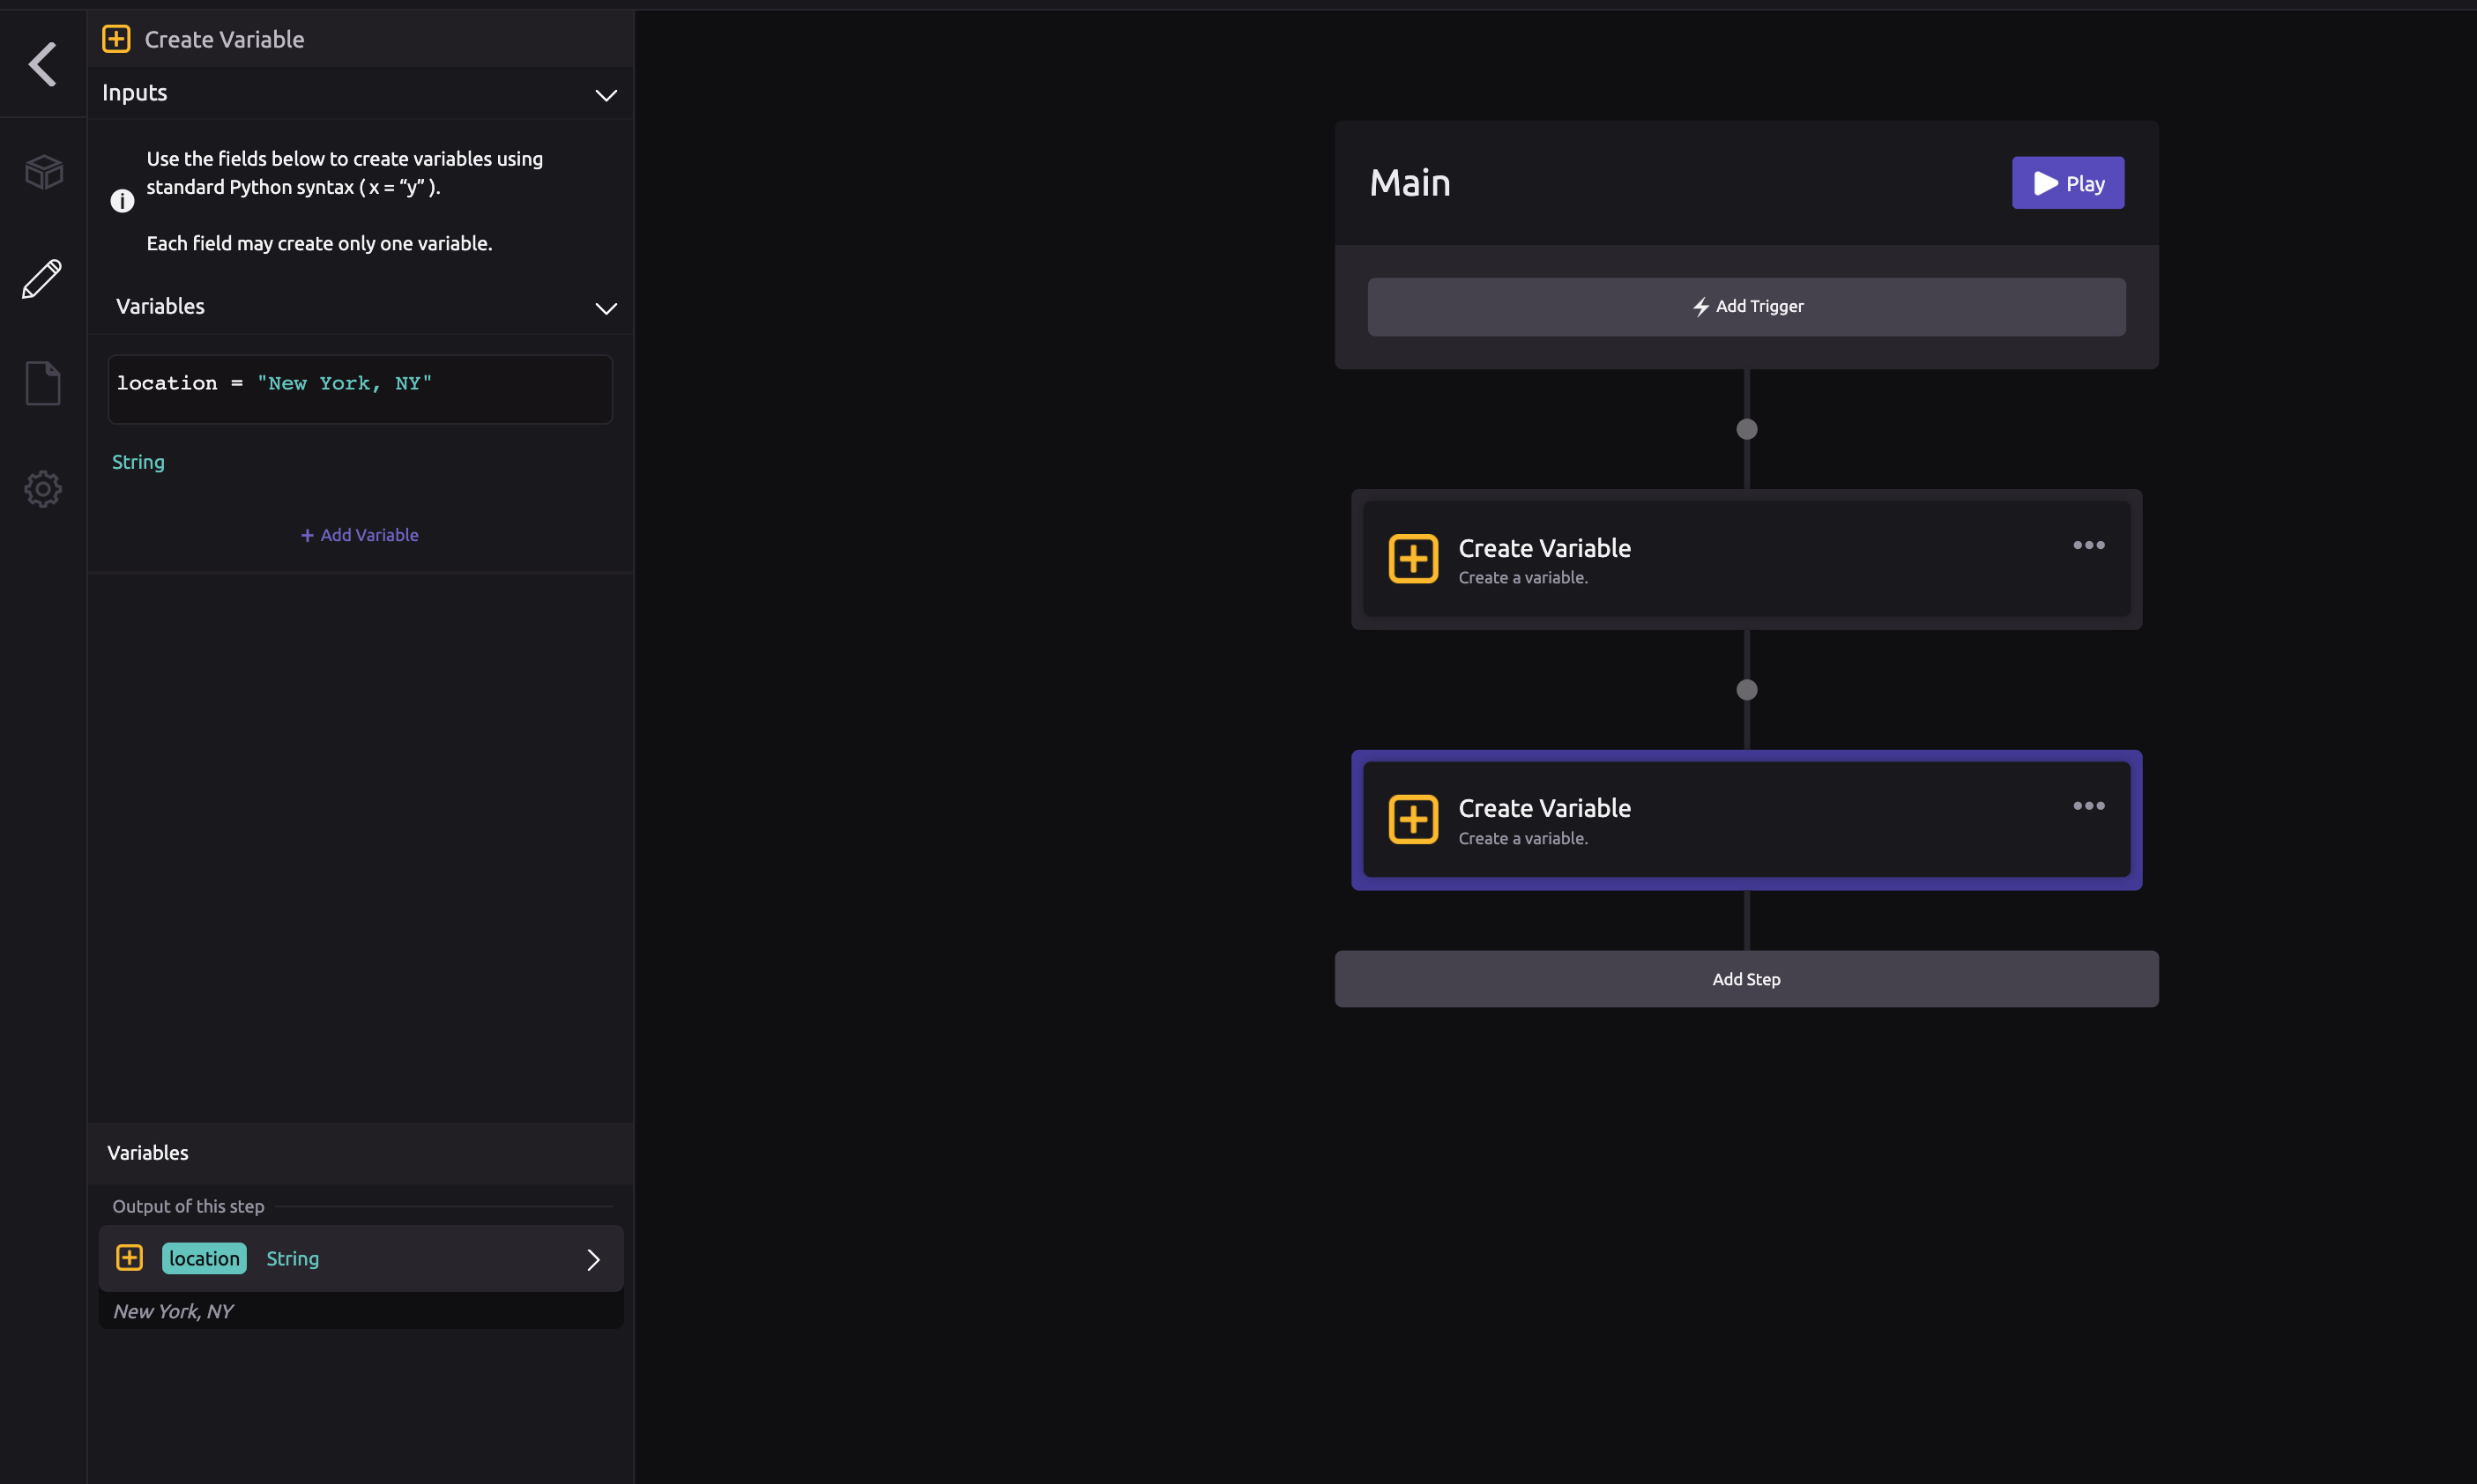 Create Variable
Inputs
Use the fields below to create variables using
standard Python syntax ( x = “y” ).
Each field may create only one variable.
Variables
location = "New York, NY"
String
+ Add Variable
Variables
Output of this step
location String
New York, NY
Main
Play
Add Trigger
Create Variable
Create a variable.
Create Variable
Create a variable.
Add Step